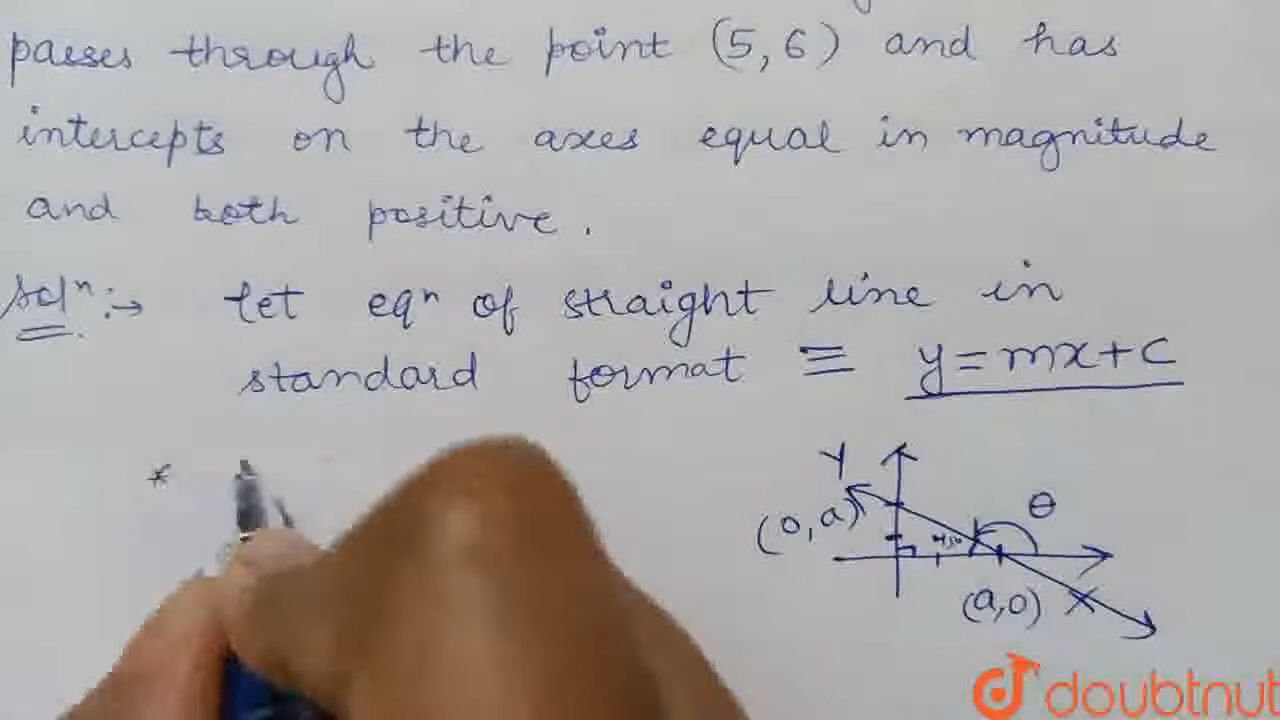 passes through the point (5,6) and has
intercepts on the axes equal in magnitude
and both positive.
Solⁿ:→ let eqⁿ of straight line in
standard format ≡ y=mx+c
*
Y
θ
(0,a)
45°
(a,0) X
doubtnut